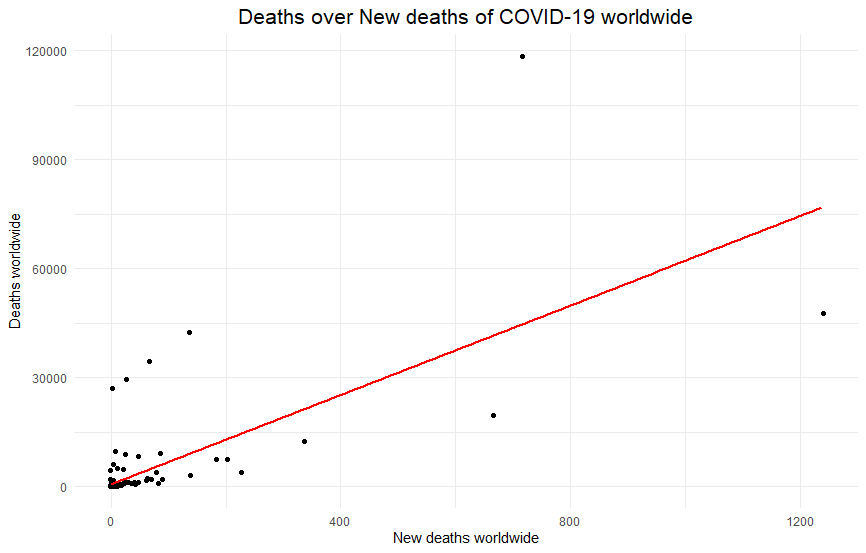 Deaths over New deaths of COVID-19 worldwide
120000
90000
60000
30000
0
Deaths worldwide
0 400 800 1200
New deaths worldwide